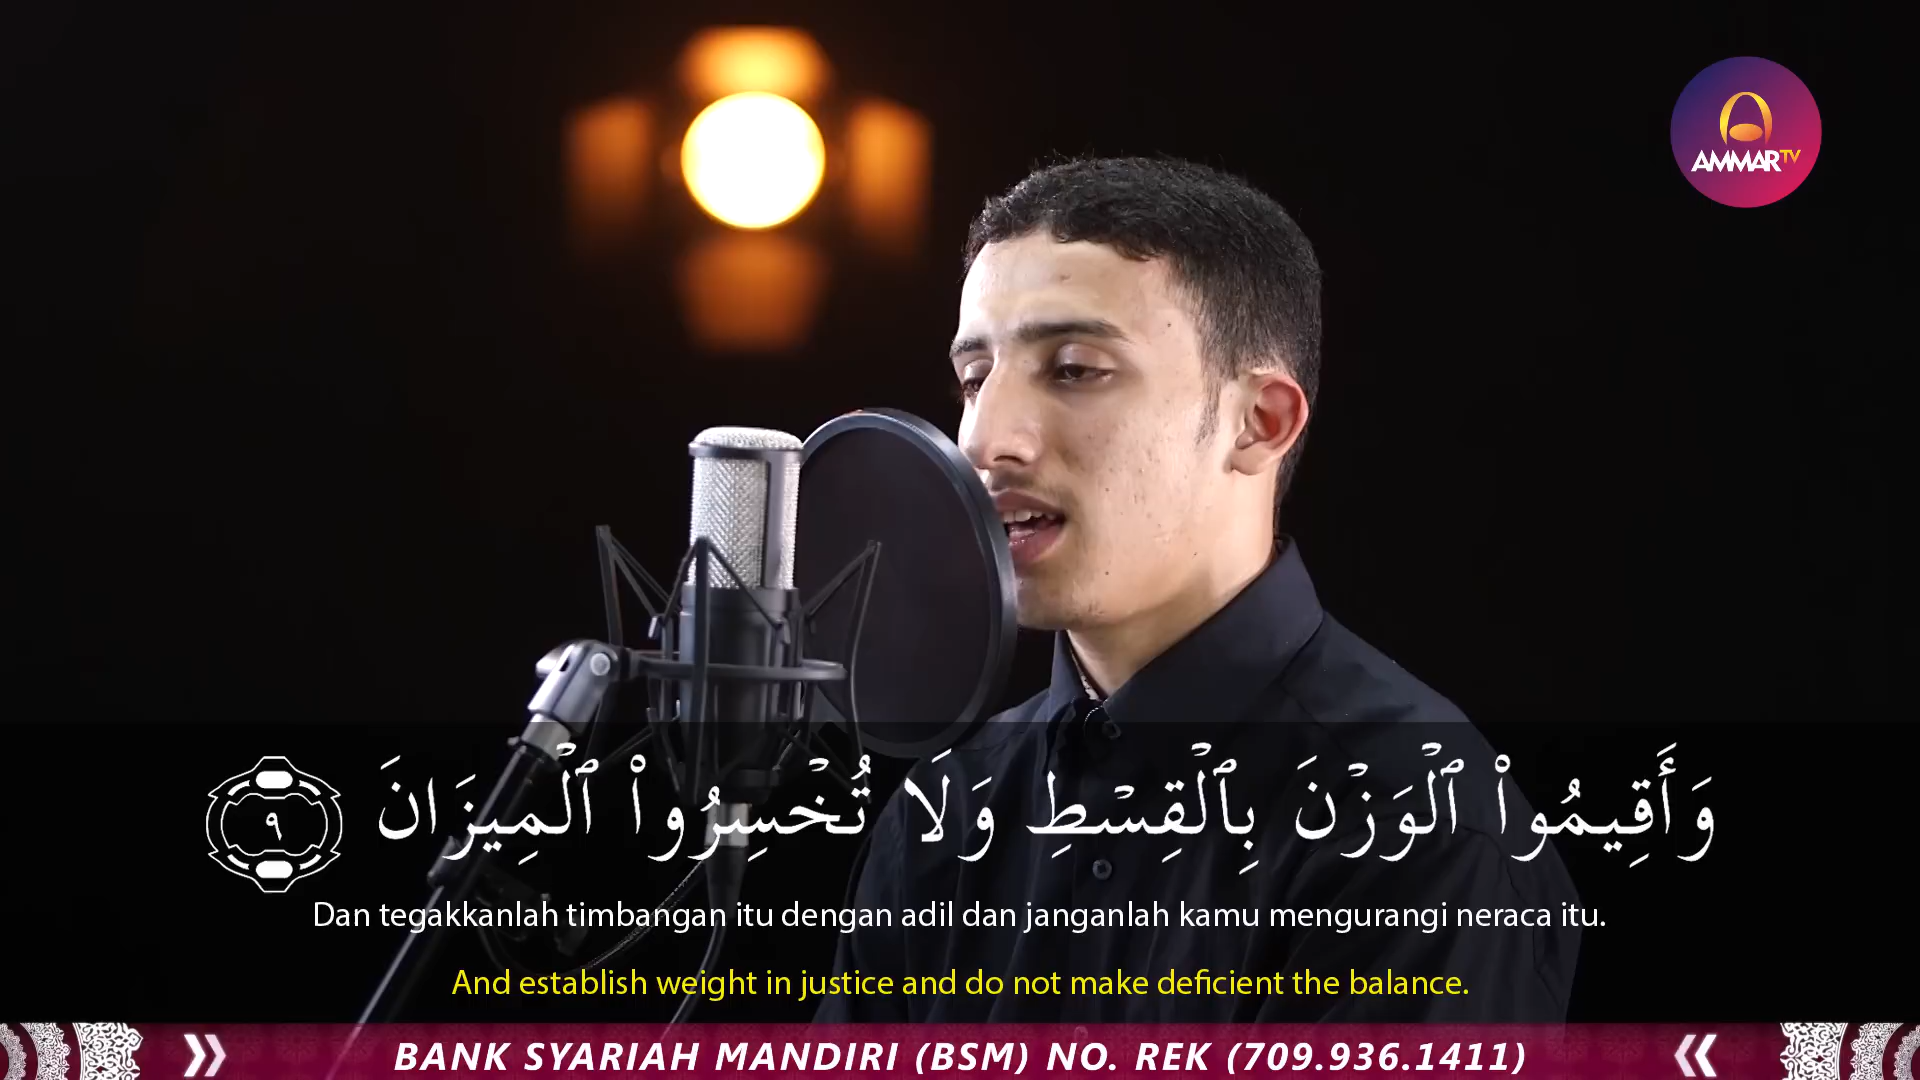 AMMARTV
وَأَقِيمُوا۟ ٱلْوَزْنَ بِٱلْقِسْطِ وَلَا تُخْسِرُوا۟ ٱلْمِيزَانَ ٩
Dan tegakkanlah timbangan itu dengan adil dan janganlah kamu mengurangi neraca itu.
And establish weight in justice and do not make deficient the balance.
BANK SYARIAH MANDIRI (BSM) NO. REK (709.936.1411)